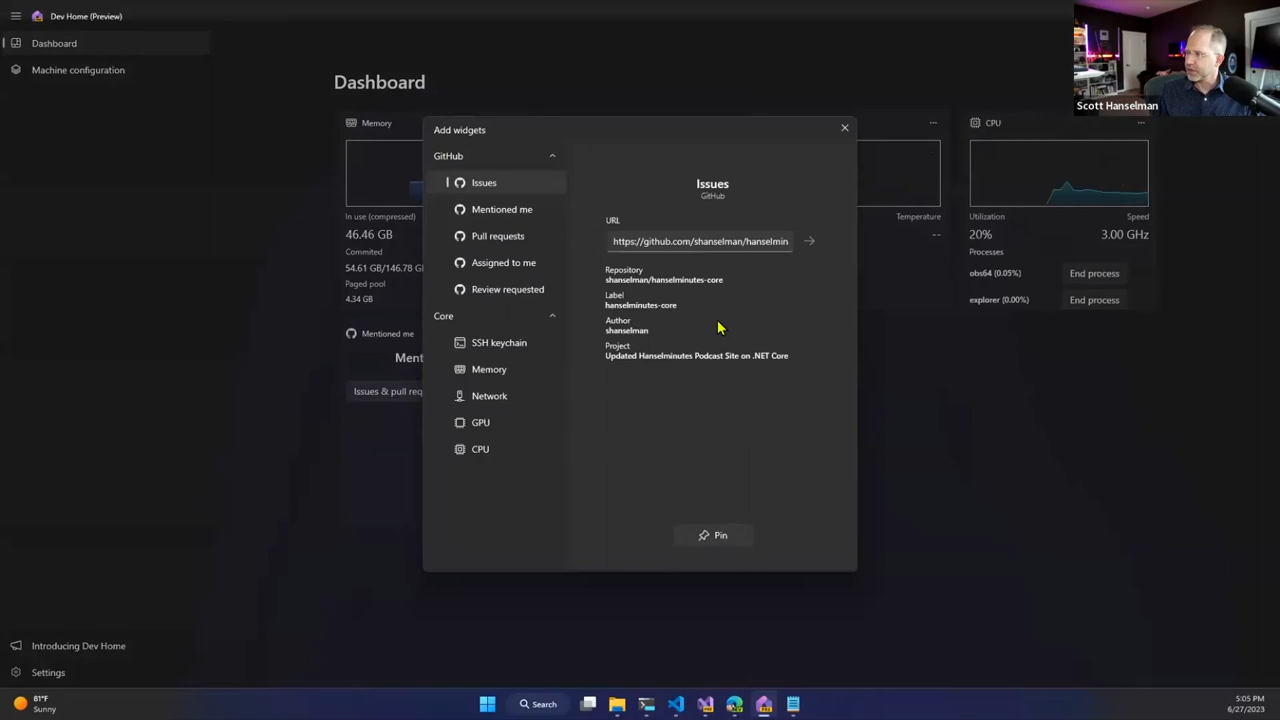 Dev Home (Preview)
Dashboard
Machine configuration
Scott Hanselman
Dashboard
Memory
In use (compressed)
46.46 GB
Commited
54.61 GB/146.78 G
Paged pool
4.34 GB
Mentioned me
Issues & pull
Add widgets
GitHub
Issues
Mentioned me
Pull requests
Assigned to me
Review requested
Core
SSH keychain
Memory
Network
GPU
CPU
Issues
GitHub
URL
https://github.com/shanselman/hanselmin
Repository
shanselman/hanselminutes-core
Label
hanselminutes-core
Author
shanselman
Project
Updated Hanselminutes Podcast Site on .NET Core
Pin
Temperature
--
CPU
Utilization
Speed
20%
3.00 GHz
Processes
obs64 (0.05%)
End process
explorer (0.00%)
End process
Introducing Dev Home
Settings
81°F
Sunny
Search
5:05 PM
6/27/2023